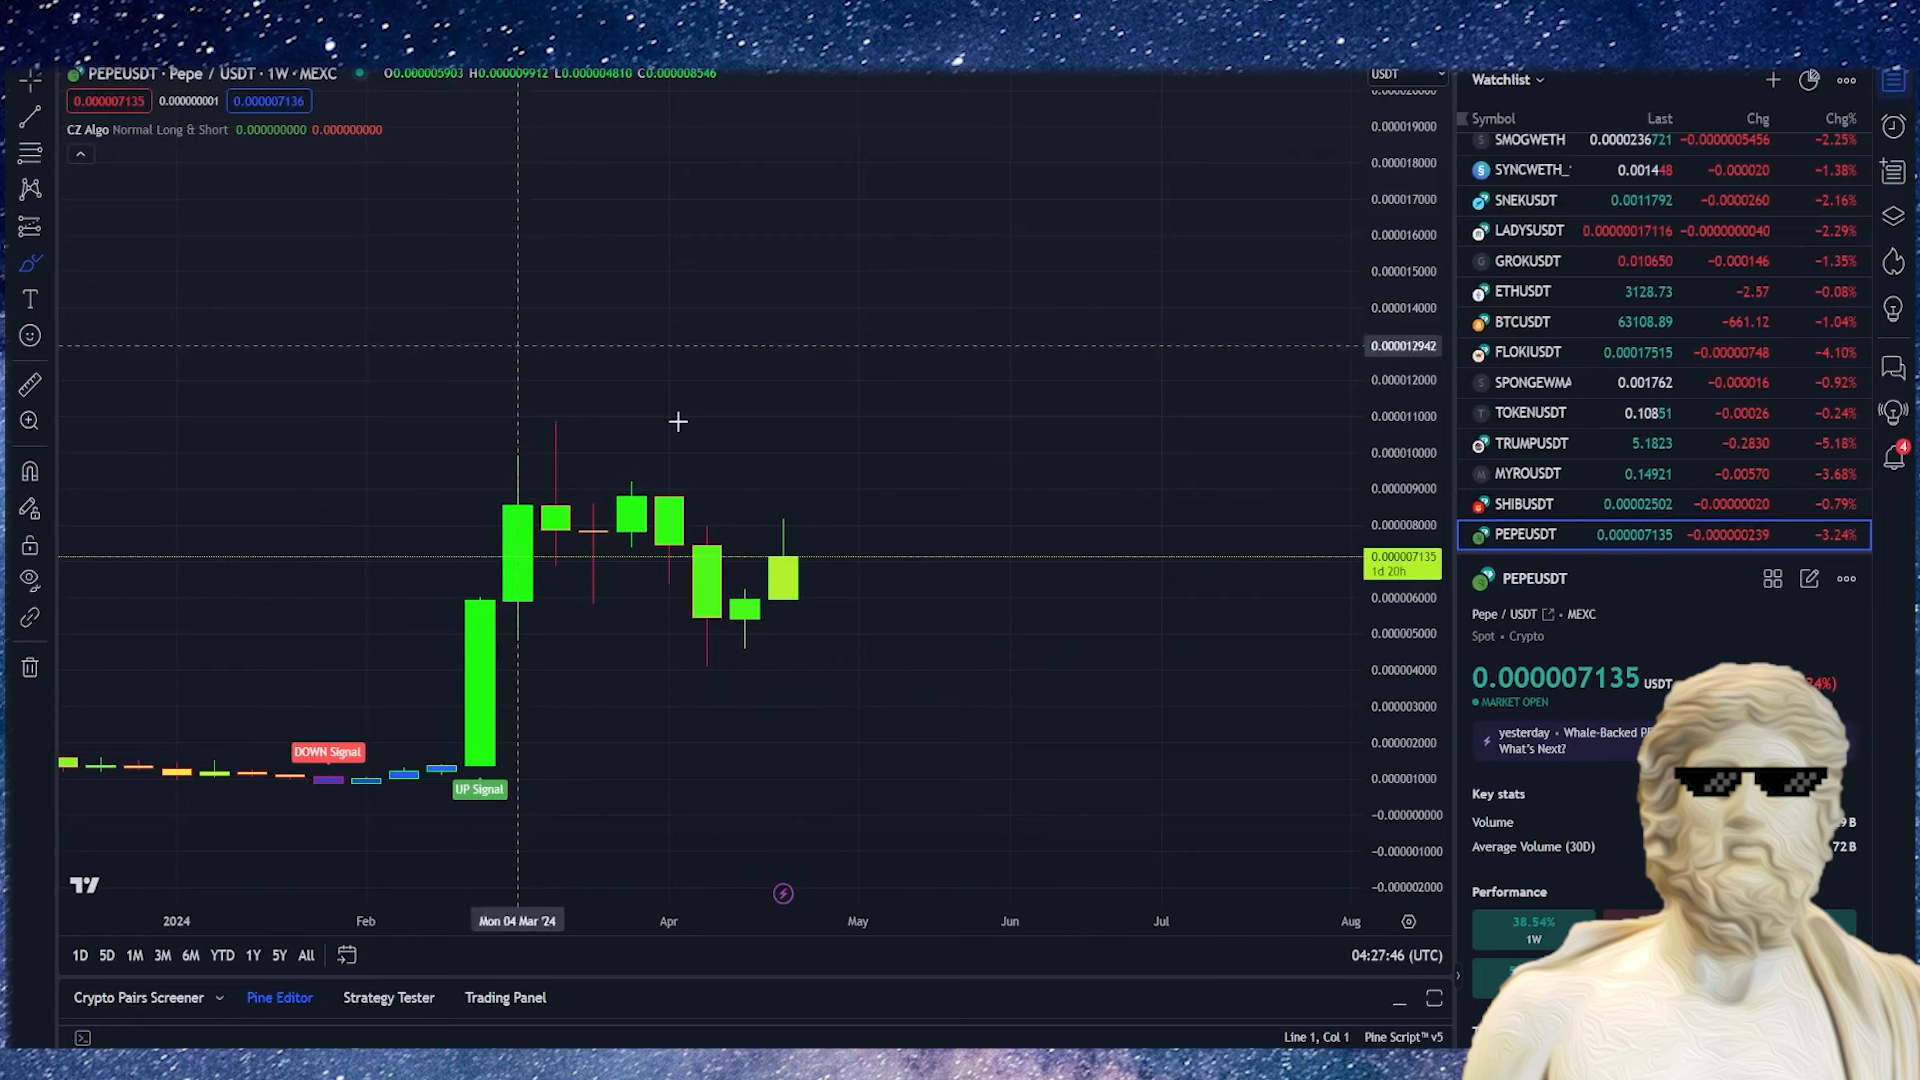 PEPEUSDT · Pepe / USDT · 1W · MEXC O0.000005903 H0.000009912 L0.000004810 C0.000008546
0.000007135 0.000000001 0.000007136
CZ Algo Normal Long & Short 0.000000000 0.000000000
DOWN Signal
UP Signal
USDT
0.000020000
0.000019000
0.000018000
0.000017000
0.000016000
0.000015000
0.000014000
0.000012942
0.000012000
0.000011000
0.000010000
0.000009000
0.000008000
0.000007135
1d 20h
0.000006000
0.000005000
0.000004000
0.000003000
0.000002000
0.000001000
−0.000000000
−0.000001000
−0.000002000
2024 Feb Mon 04 Mar '24 Apr May Jun Jul Aug
1D 5D 1M 3M 6M YTD 1Y 5Y All
04:27:46 (UTC)
Crypto Pairs Screener Pine Editor Strategy Tester Trading Panel
Line 1, Col 1 Pine Script™ v5
Watchlist
Symbol Last Chg Chg%
SMOGWETH 0.0000236721 −0.0000005456 −2.25%
SYNCWETH_ 0.001448 −0.000020 −1.38%
SNEKUSDT 0.0011792 −0.0000260 −2.16%
LADYSUSDT 0.00000017116 −0.0000000040 −2.29%
GROKUSDT 0.010650 −0.000146 −1.35%
ETHUSDT 3128.73 −2.57 −0.08%
BTCUSDT 63108.89 −661.12 −1.04%
FLOKIUSDT 0.00017515 −0.00000748 −4.10%
SPONGEWMA 0.001762 −0.000016 −0.92%
TOKENUSDT 0.10851 −0.00026 −0.24%
TRUMPUSDT 5.1823 −0.2830 −5.18%
MYROUSDT 0.14921 −0.00570 −3.68%
SHIBUSDT 0.00002502 −0.00000020 −0.79%
PEPEUSDT 0.000007135 −0.000000239 −3.24%
4
PEPEUSDT
Pepe / USDT • MEXC
Spot • Crypto
0.000007135 USDT 4%)
MARKET OPEN
yesterday • Whale-Backed
What's Next?
Key stats
Volume 9 B
Average Volume (30D) 72 B
Performance
38.54%
1W